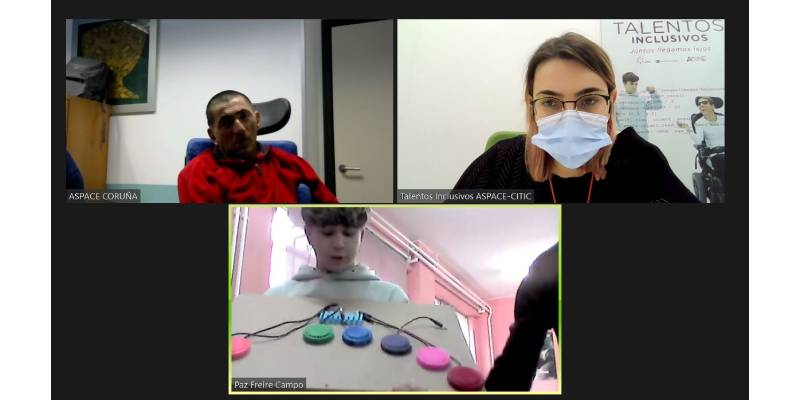 TALENTOS
INCLUSIVOS
Juntos llegamos lejos
ASPACE CORUÑA
Talentos Inclusivos ASPACE-CITIC
Paz Freire Campo